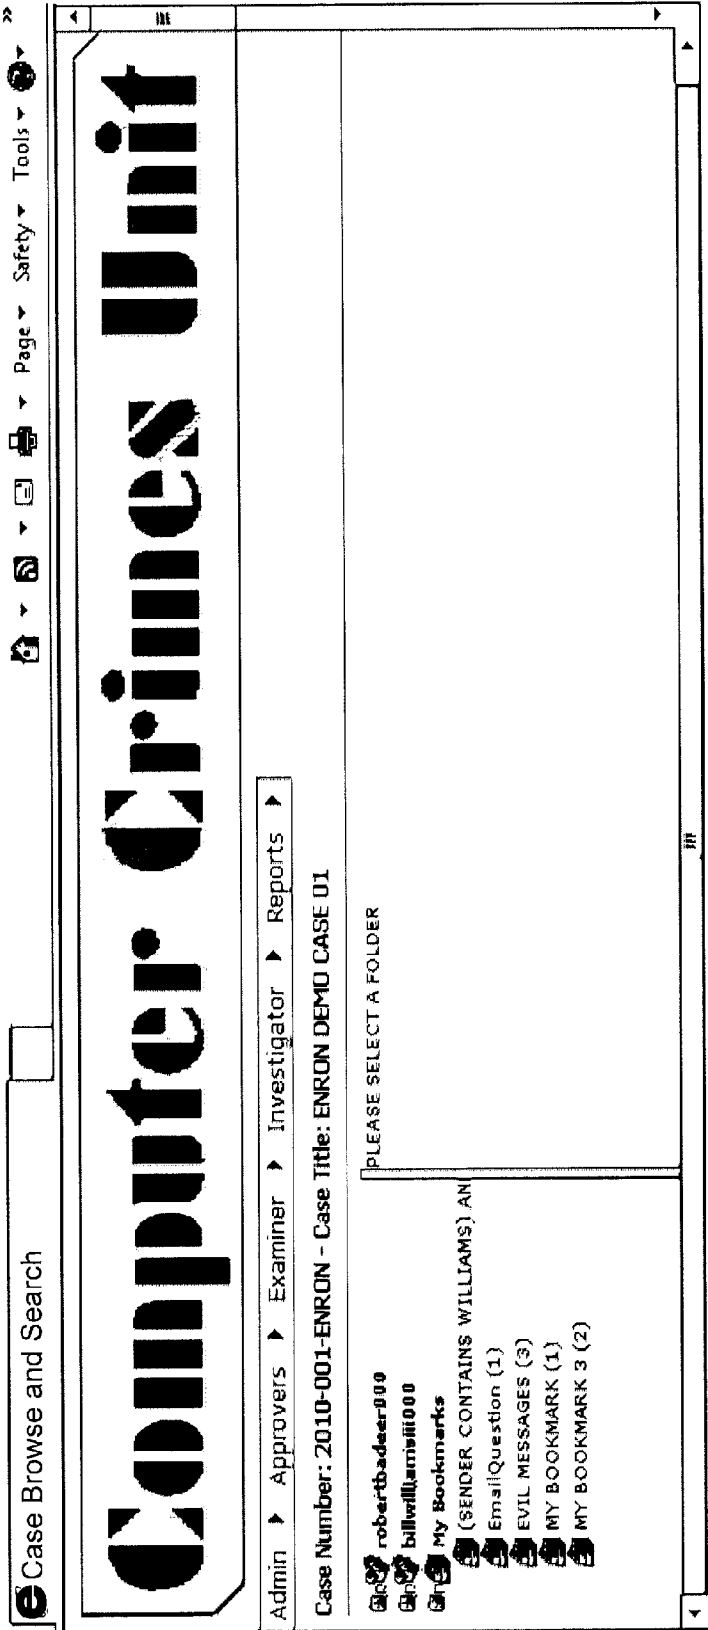 Case Browse and Search
Page Safety Tools »
Computer Crimes Unit
Admin Approvers Examiner Investigator Reports
Case Number: 2010-001-ENRON - Case Title: ENRON DEMO CASE 01
PLEASE SELECT A FOLDER
robertbadeer000
billwilliamsiii000
My Bookmarks
(SENDER CONTAINS WILLIAMS) AN
EmailQuestion (1)
EVIL MESSAGES (3)
MY BOOKMARK (1)
MY BOOKMARK 3 (2)